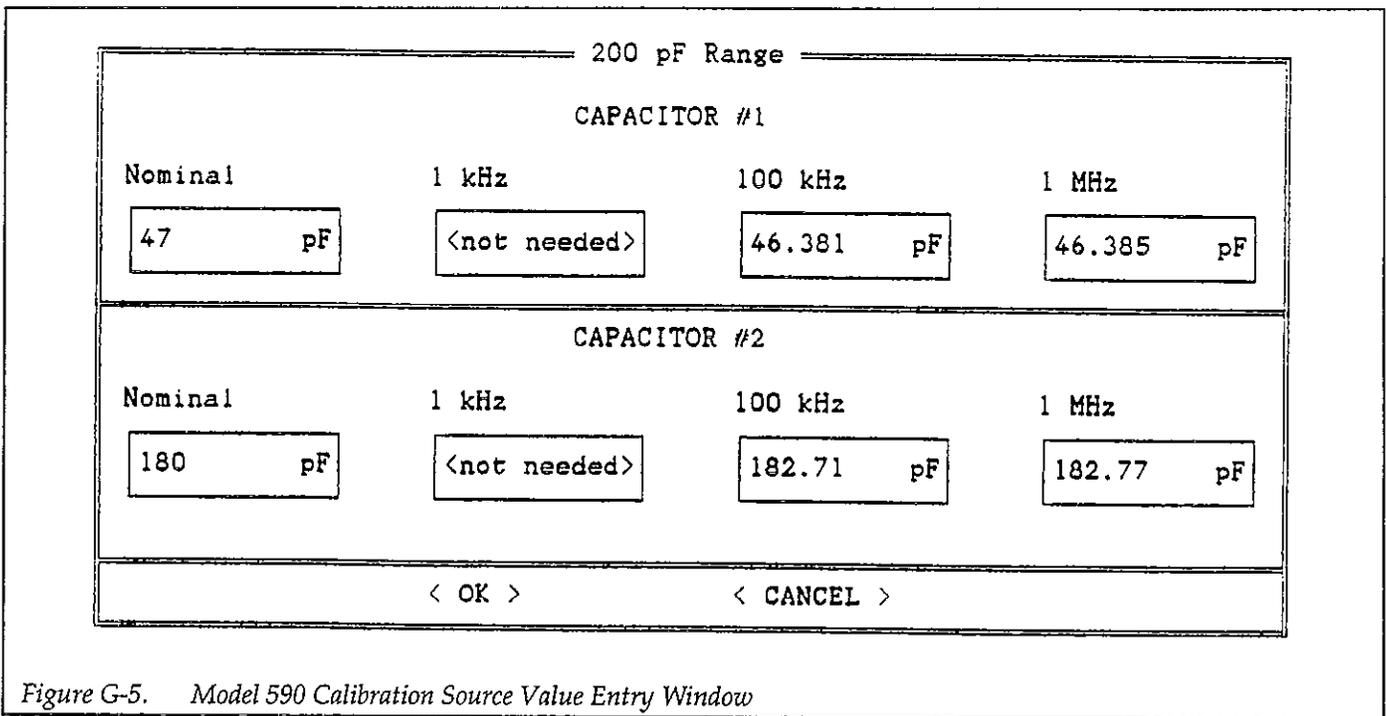 200 pF Range
CAPACITOR #1
Nominal 1 kHz 100 kHz 1 MHz
47 pF <not needed> 46.381 pF 46.385 pF
CAPACITOR #2
Nominal 1 kHz 100 kHz 1 MHz
180 pF <not needed> 182.71 pF 182.77 pF
< OK > < CANCEL >
Figure G-5. Model 590 Calibration Source Value Entry Window